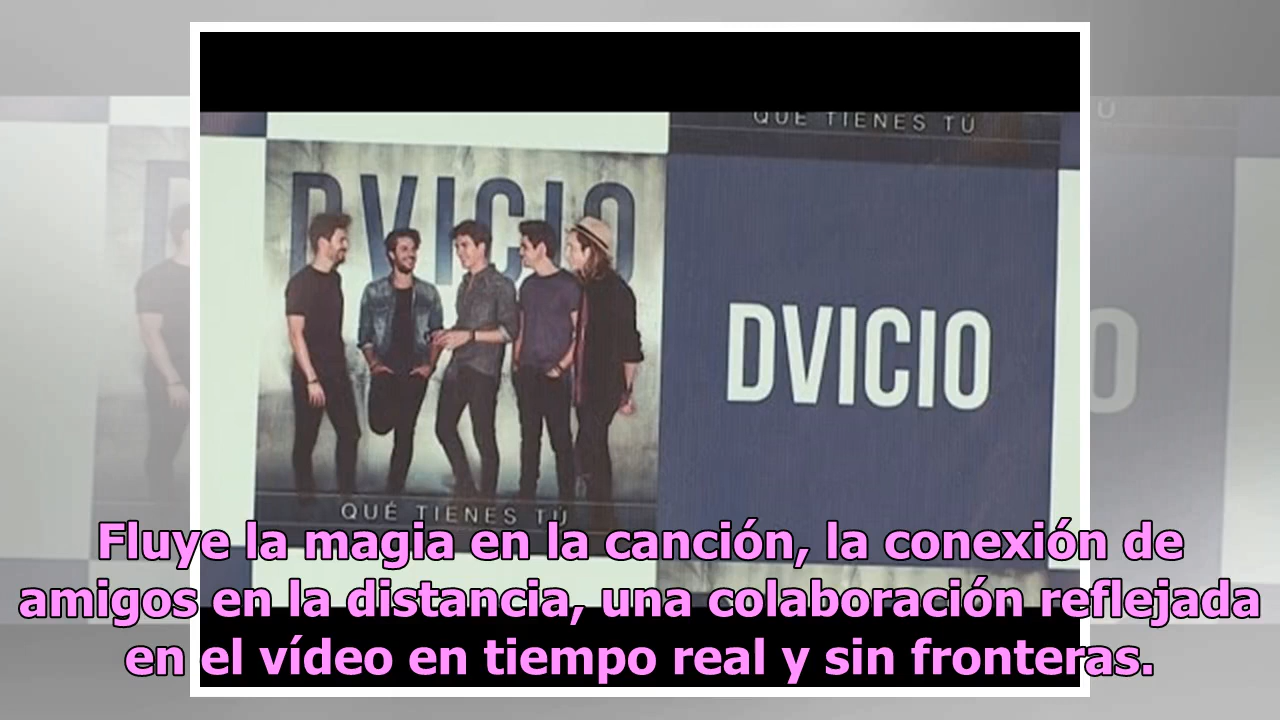 QUE TIENES TÚ
Ú
DVICIO
DVICIO
O
QUÉ TIENES TÚ
Fluye la magia en la canción, la conexión de
amigos en la distancia, una colaboración reflejada
en el vídeo en tiempo real y sin fronteras.